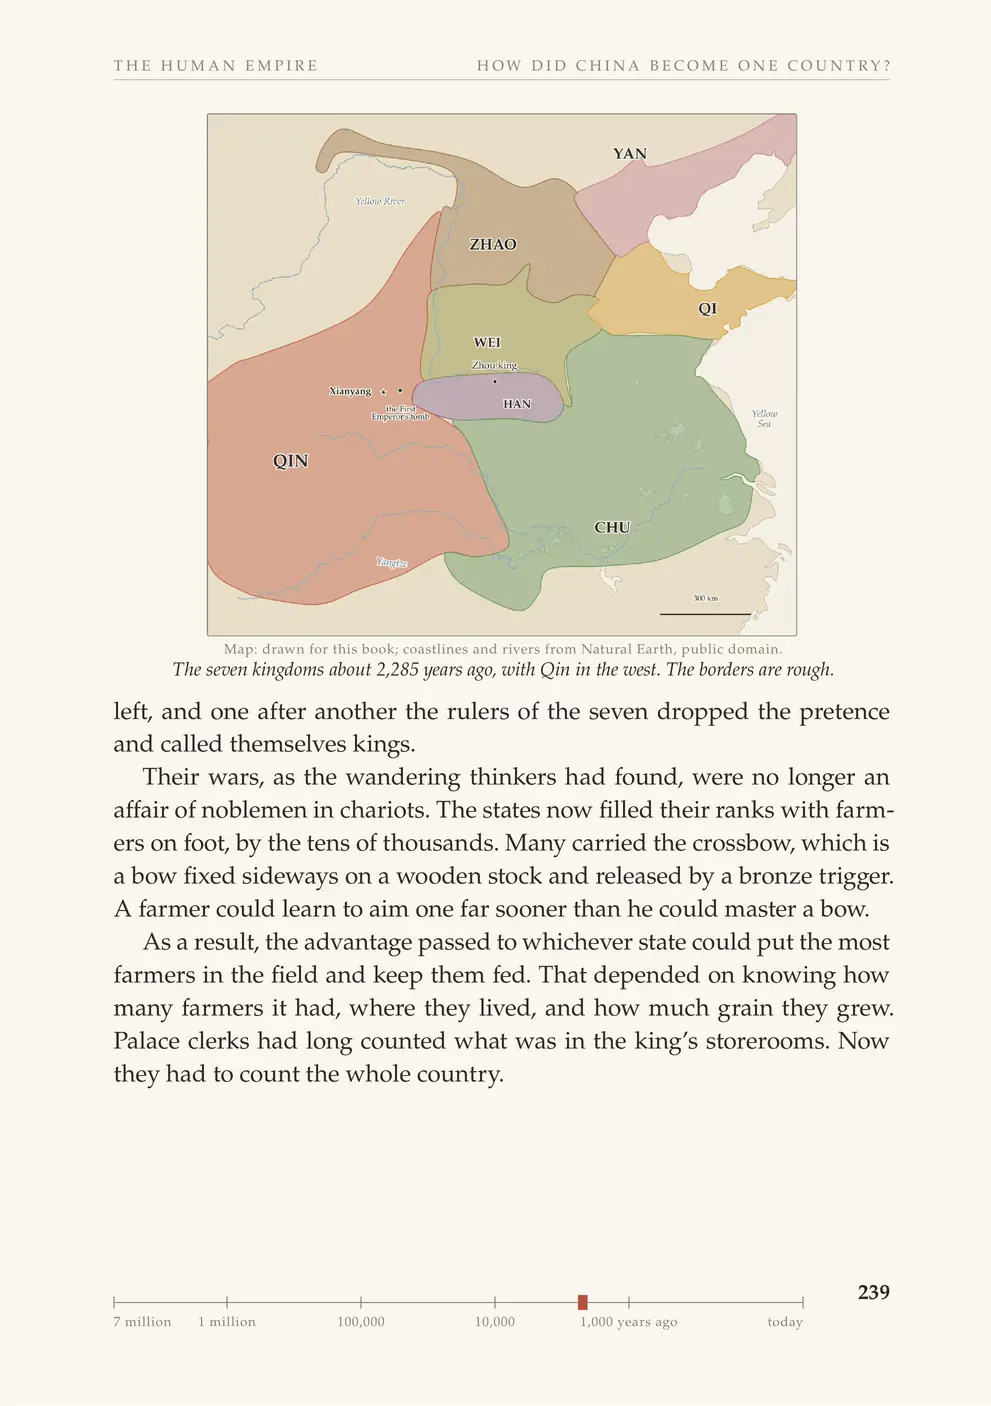 THE HUMAN EMPIRE
HOW DID CHINA BECOME ONE COUNTRY?
YAN
Yellow River
ZHAO
QI
WEI
Zhou king
Xianyang
HAN
the First
Emperor's tomb
Yellow
Sea
QIN
CHU
Yangtze
300 km
Map: drawn for this book; coastlines and rivers from Natural Earth, public domain.
The seven kingdoms about 2,285 years ago, with Qin in the west. The borders are rough.
left, and one after another the rulers of the seven dropped the pretence
and called themselves kings.
Their wars, as the wandering thinkers had found, were no longer an
affair of noblemen in chariots. The states now filled their ranks with farm-
ers on foot, by the tens of thousands. Many carried the crossbow, which is
a bow fixed sideways on a wooden stock and released by a bronze trigger.
A farmer could learn to aim one far sooner than he could master a bow.
As a result, the advantage passed to whichever state could put the most
farmers in the field and keep them fed. That depended on knowing how
many farmers it had, where they lived, and how much grain they grew.
Palace clerks had long counted what was in the king's storerooms. Now
they had to count the whole country.
239
7 million
1 million
100,000
10,000
1,000 years ago
today